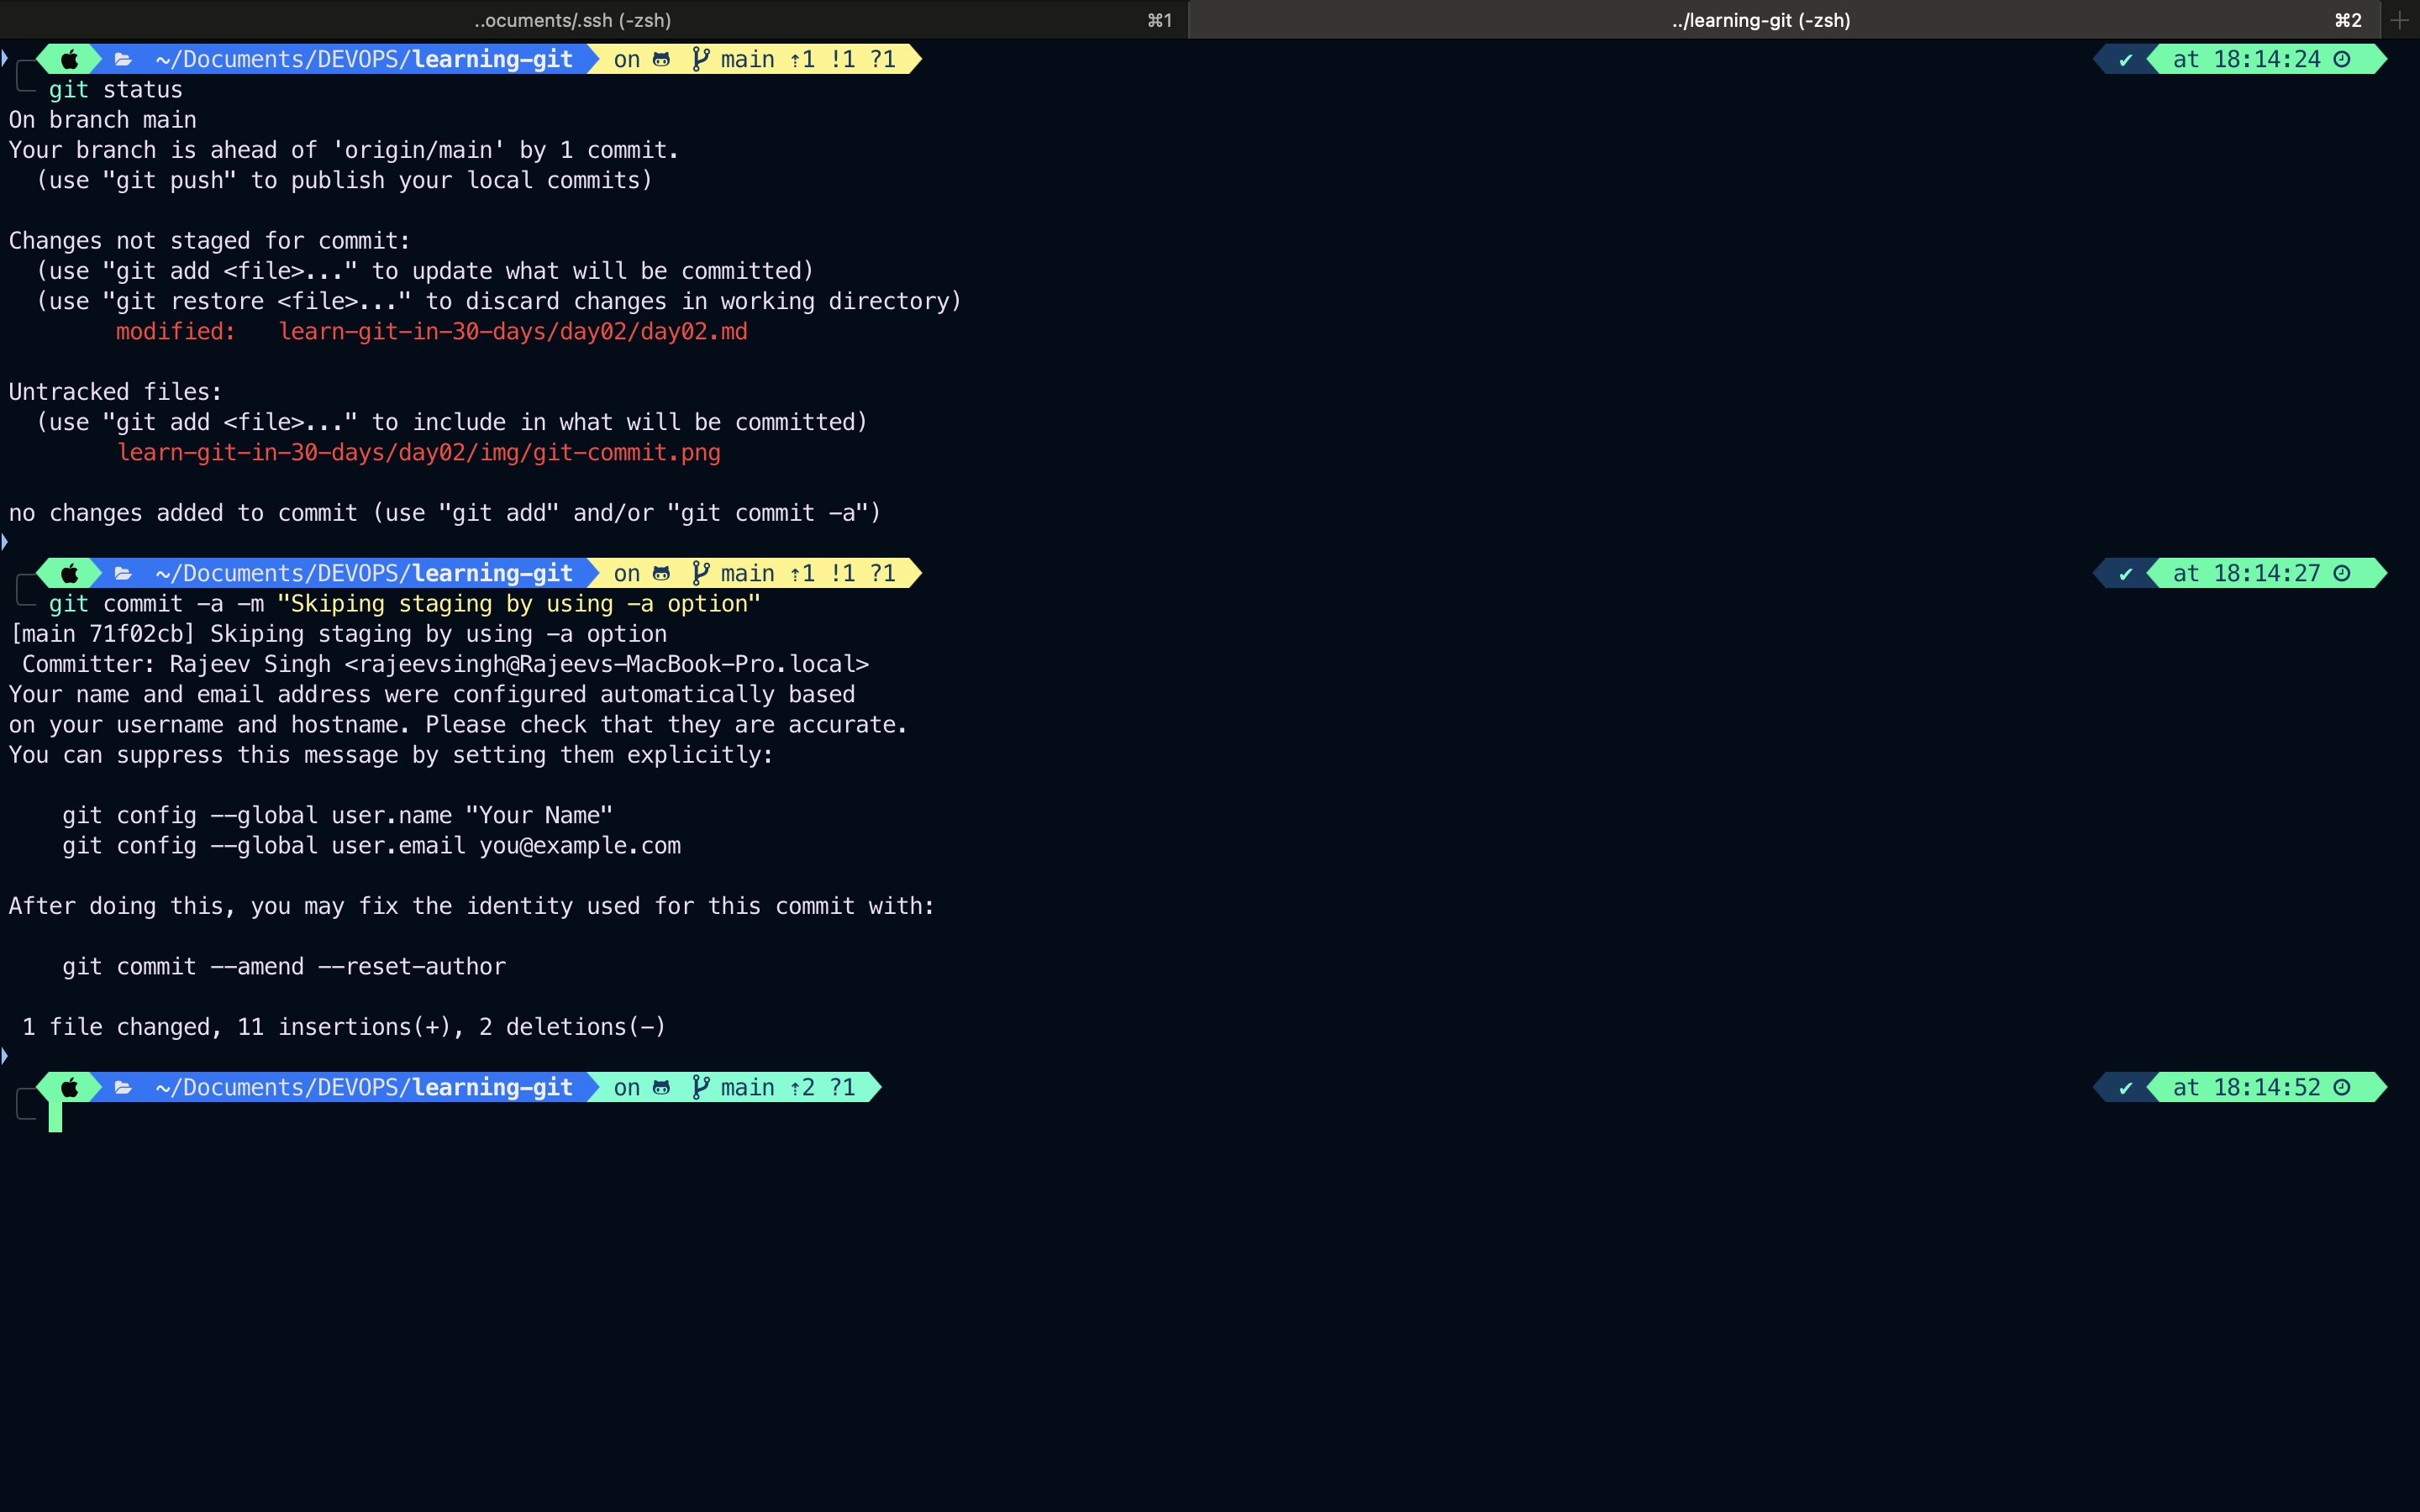 ..ocuments/.ssh (-zsh) ⌘1 ../learning-git (-zsh) ⌘2 +
~/Documents/DEVOPS/learning-git on main ⇡1 !1 ?1 ✔ at 18:14:24
git status
On branch main
Your branch is ahead of 'origin/main' by 1 commit.
(use "git push" to publish your local commits)
Changes not staged for commit:
(use "git add <file>..." to update what will be committed)
(use "git restore <file>..." to discard changes in working directory)
modified: learn-git-in-30-days/day02/day02.md
Untracked files:
(use "git add <file>..." to include in what will be committed)
learn-git-in-30-days/day02/img/git-commit.png
no changes added to commit (use "git add" and/or "git commit -a")
~/Documents/DEVOPS/learning-git on main ⇡1 !1 ?1 ✔ at 18:14:27
git commit -a -m "Skiping staging by using -a option"
[main 71f02cb] Skiping staging by using -a option
Committer: Rajeev Singh <rajeevsingh@Rajeevs-MacBook-Pro.local>
Your name and email address were configured automatically based
on your username and hostname. Please check that they are accurate.
You can suppress this message by setting them explicitly:
git config --global user.name "Your Name"
git config --global user.email you@example.com
After doing this, you may fix the identity used for this commit with:
git commit --amend --reset-author
1 file changed, 11 insertions(+), 2 deletions(-)
~/Documents/DEVOPS/learning-git on main ⇡2 ?1 ✔ at 18:14:52